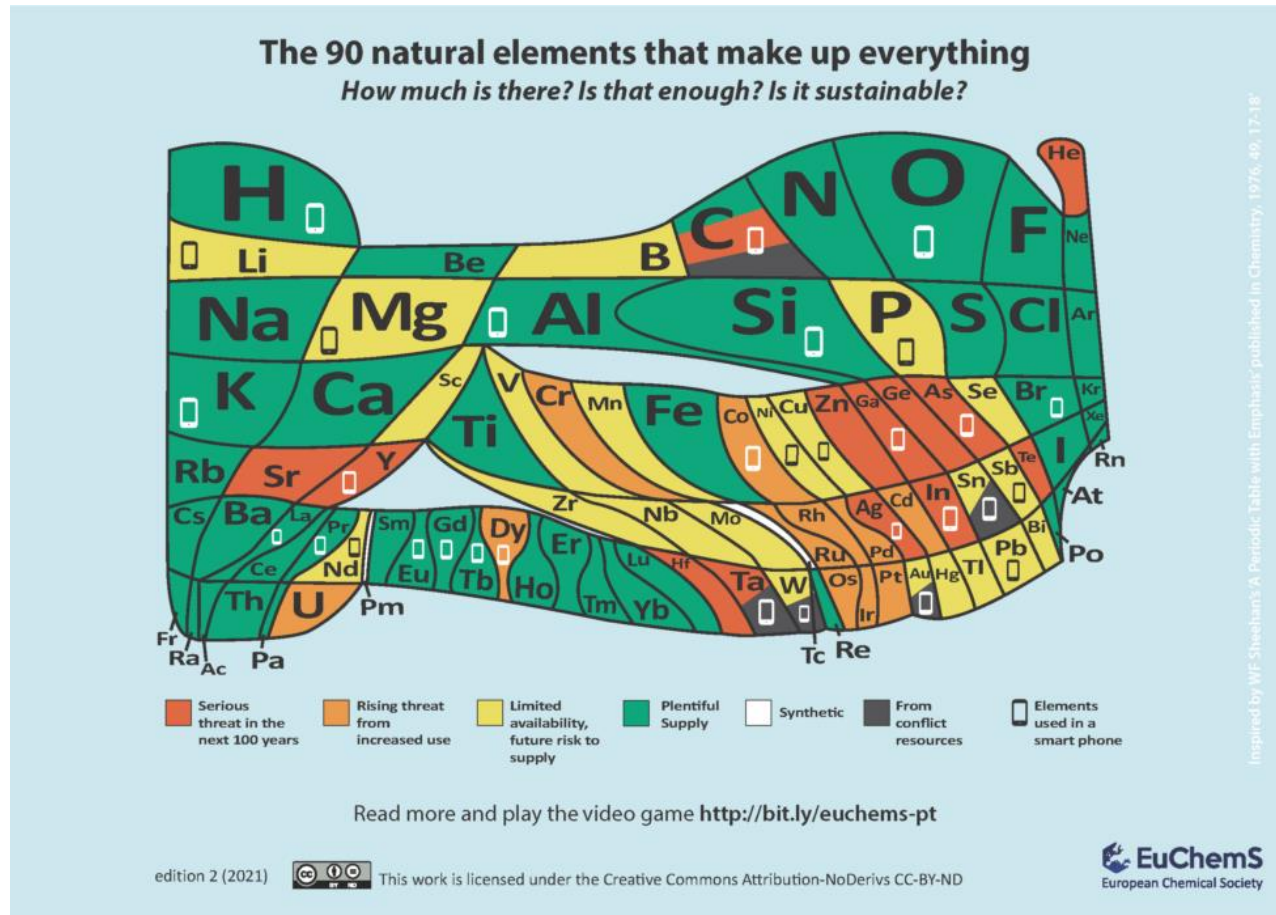 The 90 natural elements that make up everything
How much is there? Is that enough? Is it sustainable?
H
He
Li
Be
B
C
N
O
F
Ne
Na
Mg
Al
Si
P
S
Cl
Ar
K
Ca
Sc
Ti
V
Cr
Mn
Fe
Co
Ni
Cu
Zn
Ga
Ge
As
Se
Br
Kr
Rb
Sr
Y
Zr
Nb
Mo
Rh
Ru
Pd
Ag
Cd
In
Sn
Sb
Te
I
Xe
Rn
At
Po
Cs
Ba
La
Ce
Pr
Nd
Pm
Sm
Eu
Gd
Tb
Dy
Ho
Er
Tm
Yb
Lu
Hf
Ta
W
Tc
Re
Os
Ir
Pt
Au
Hg
Tl
Pb
Bi
Fr
Ra
Ac
Th
Pa
U
Serious threat in the next 100 years
Rising threat from increased use
Limited availability, future risk to supply
Plentiful Supply
Synthetic
From conflict resources
Elements used in a smart phone
Read more and play the video game http://bit.ly/euchems-pt
edition 2 (2021)
cc
BY ND
This work is licensed under the Creative Commons Attribution-NoDerivs CC-BY-ND
EuChemS
European Chemical Society
Inspired by WF Sheehan's 'A Periodic Table with Emphasis' published in Chemistry, 1976, 49, 17-18'